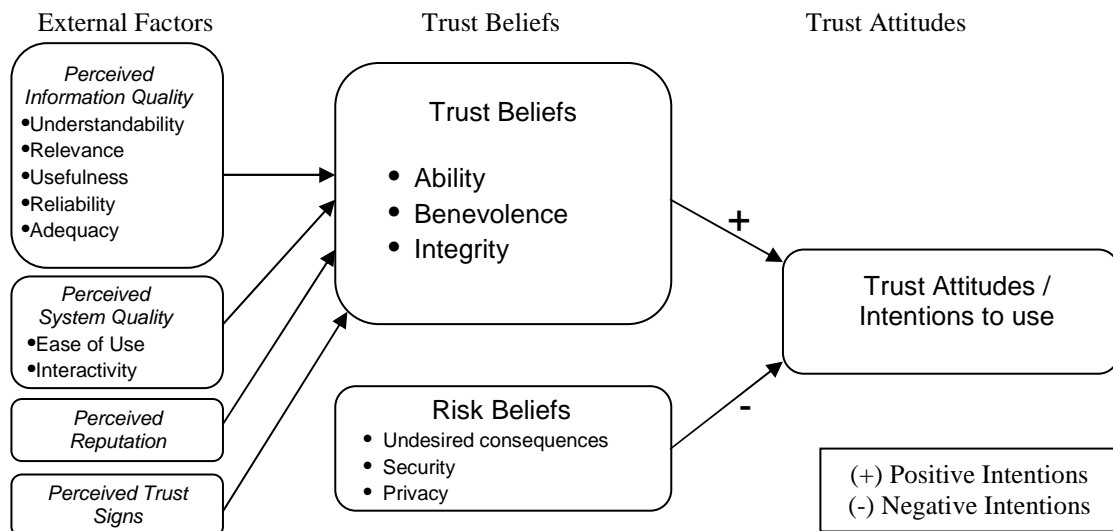 External Factors
Trust Beliefs
Trust Attitudes
Perceived
Information Quality
•Understandability
•Relevance
•Usefulness
•Reliability
•Adequacy
Perceived
System Quality
•Ease of Use
•Interactivity
Perceived
Reputation
Perceived Trust
Signs
Trust Beliefs
• Ability
• Benevolence
• Integrity
Risk Beliefs
• Undesired consequences
• Security
• Privacy
+
-
Trust Attitudes /
Intentions to use
(+) Positive Intentions
(-) Negative Intentions